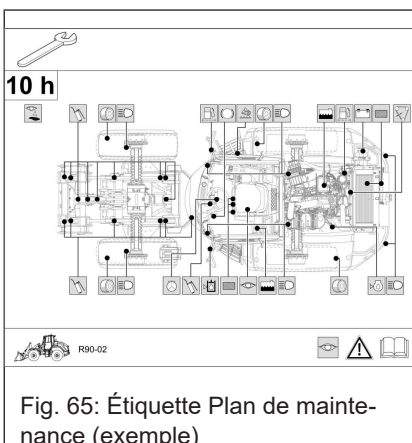 10 h
R90-02
Fig. 65: Étiquette Plan de mainte-
nance (exemple)